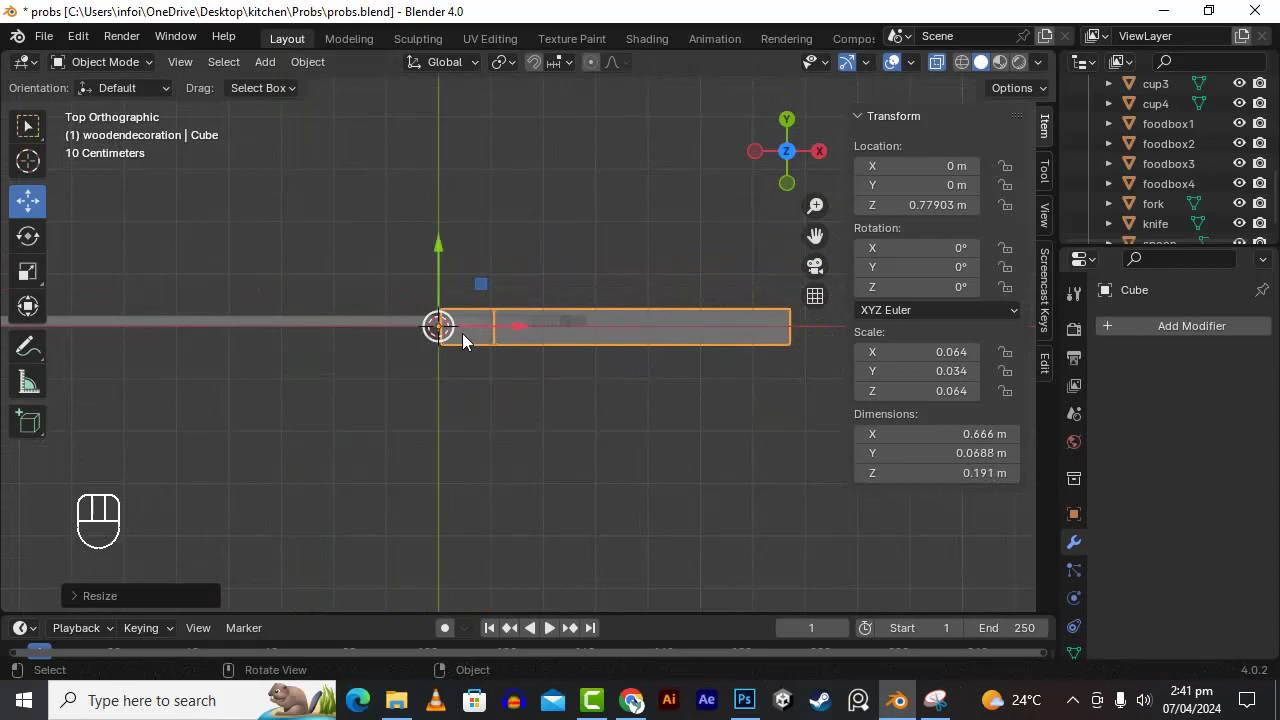 * probs [C:\Users\infoi\OneDrive\Desktop\kitchen\Probs\probs.blend] - Blender 4.0
File Edit Render Window Help Layout Modeling Sculpting UV Editing Texture Paint Shading Animation Rendering Compos Scene ViewLayer
Object Mode View Select Add Object Global
Orientation: Default Drag: Select Box Options
Top Orthographic
(1) woodendecoration | Cube
10 Centimeters
Y
X
Z
Transform
Location:
X 0 m
Y 0 m
Z 0.77903 m
Rotation:
X 0°
Y 0°
Z 0°
XYZ Euler
Scale:
X 0.064
Y 0.034
Z 0.064
Dimensions:
X 0.666 m
Y 0.0688 m
Z 0.191 m
Item
Tool
View
Screencast Keys
Edit
cup3
cup4
foodbox1
foodbox2
foodbox3
foodbox4
fork
knife
spoon
Cube
Add Modifier
Resize
Playback Keying View Marker 1 Start 1 End 250
Select Rotate View Object 4.0.2
Type here to search
Ai Ae Ps
24°C
2:41 pm
07/04/2024